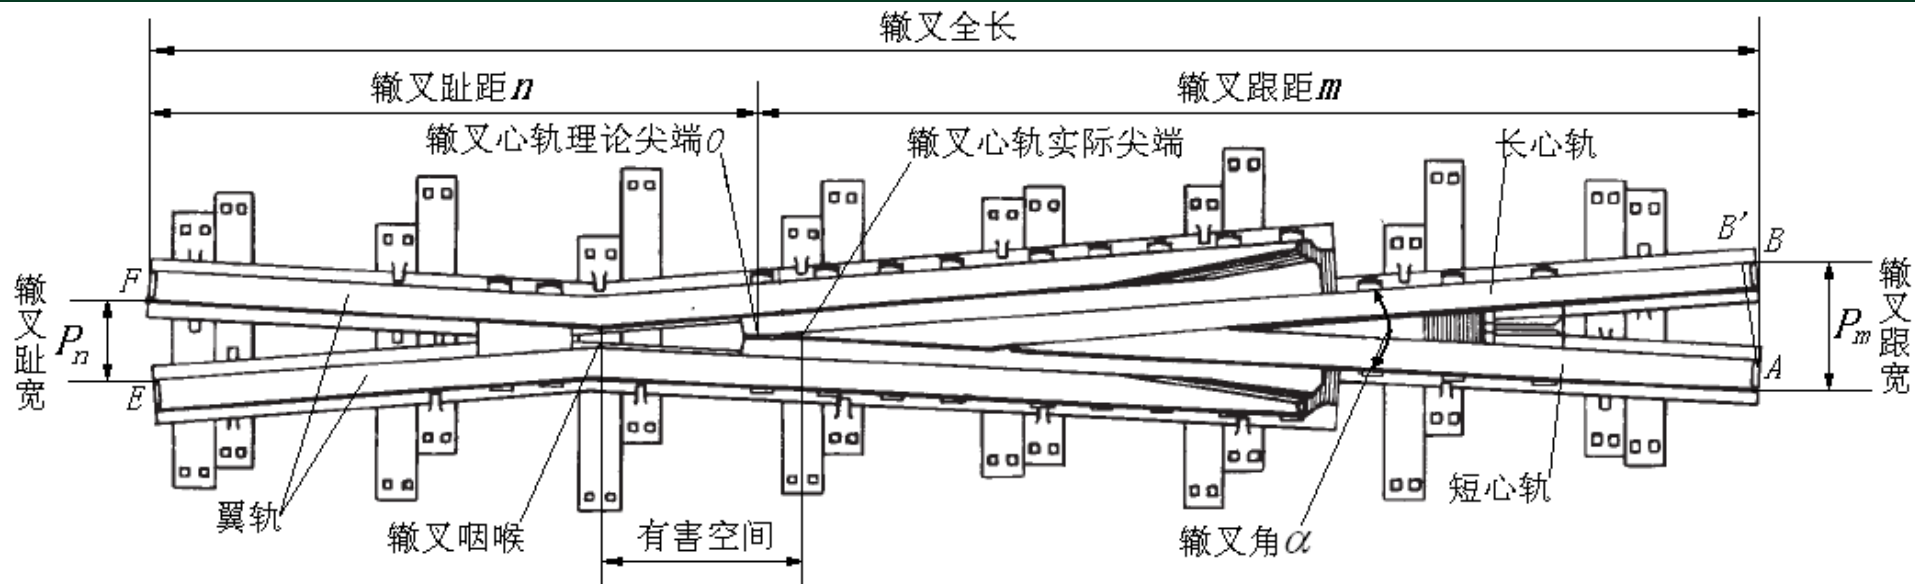 辙叉全长
辙叉趾距n
辙叉跟距m
辙叉心轨理论尖端O
辙叉心轨实际尖端
长心轨
B' B
F
辙叉趾宽
Pn
E
辙叉跟宽
Pm
A
翼轨
辙叉咽喉
有害空间
辙叉角α
短心轨